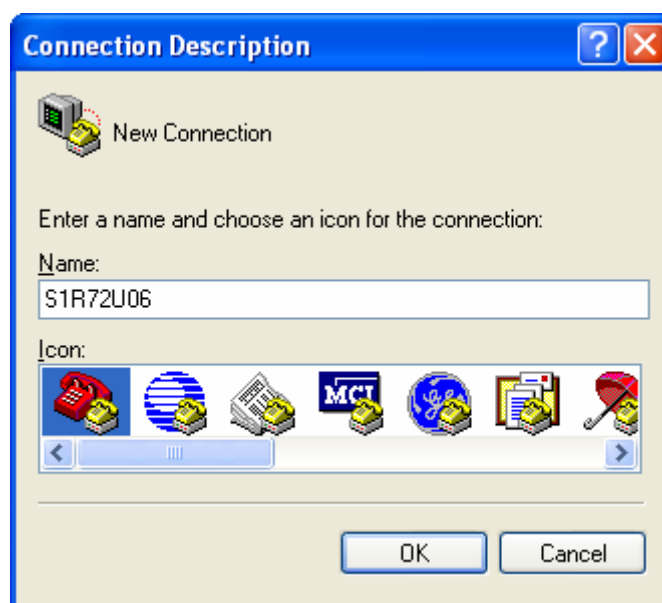 Connection Description
New Connection
Enter a name and choose an icon for the connection:
Name:
S1R72U06
Icon:
MCI
OK
Cancel